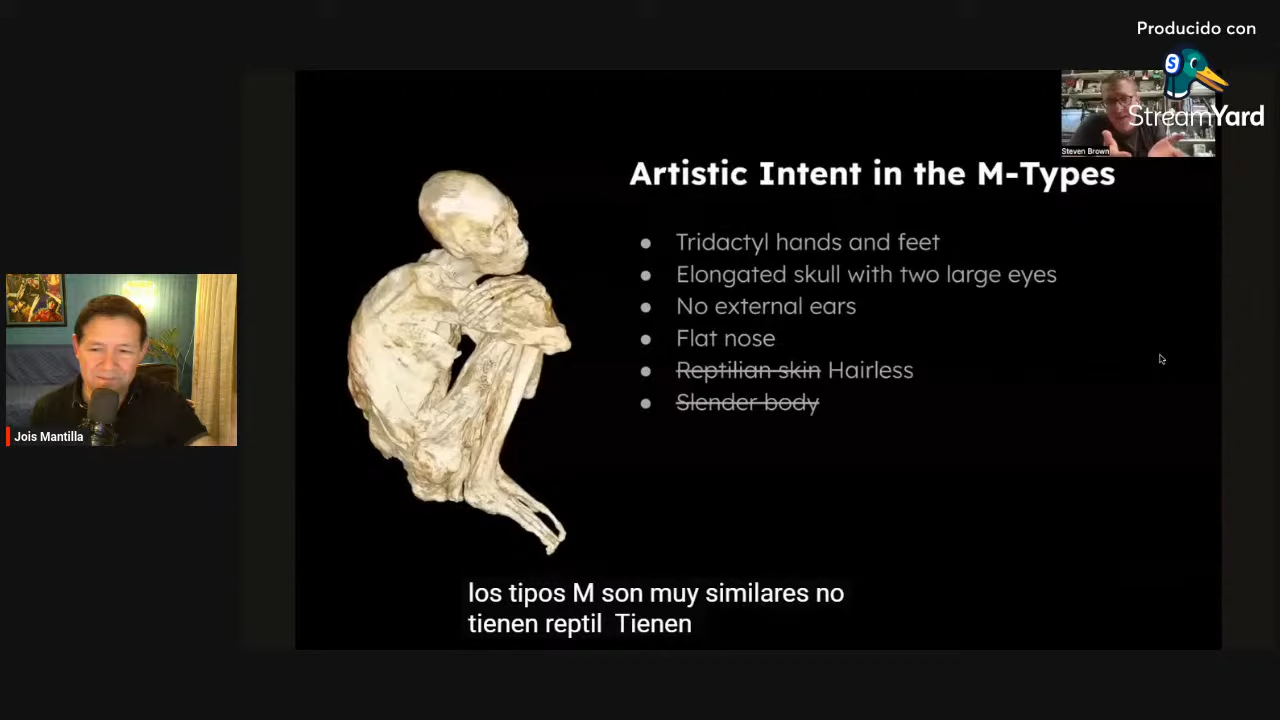 Producido con
S
StreamYard
Steven Brown
Artistic Intent in the M-Types
● Tridactyl hands and feet
● Elongated skull with two large eyes
● No external ears
● Flat nose
● Reptilian skin Hairless
● Slender body
Jois Mantilla
los tipos M son muy similares no
tienen reptil Tienen